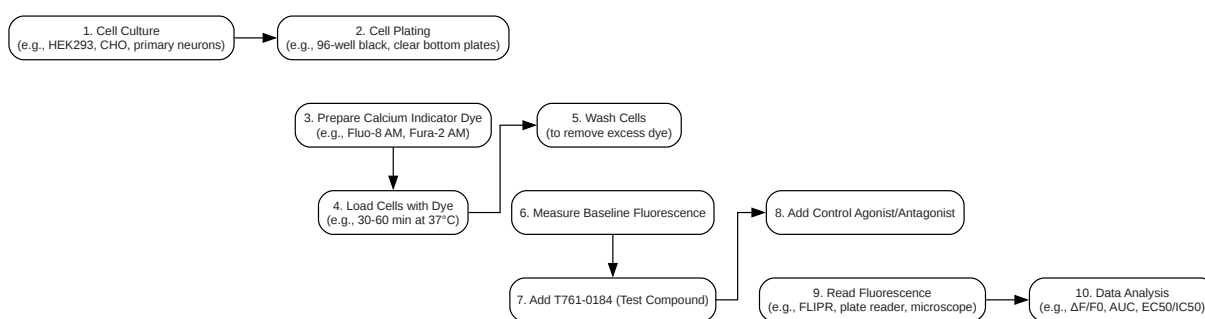 1. Cell Culture
(e.g., HEK293, CHO, primary neurons)
2. Cell Plating
(e.g., 96-well black, clear bottom plates)
3. Prepare Calcium Indicator Dye
(e.g., Fluo-8 AM, Fura-2 AM)
4. Load Cells with Dye
(e.g., 30-60 min at 37°C)
5. Wash Cells
(to remove excess dye)
6. Measure Baseline Fluorescence
7. Add T761-0184 (Test Compound)
8. Add Control Agonist/Antagonist
9. Read Fluorescence
(e.g., FLIPR, plate reader, microscope)
10. Data Analysis
(e.g., ΔF/F0, AUC, EC50/IC50)